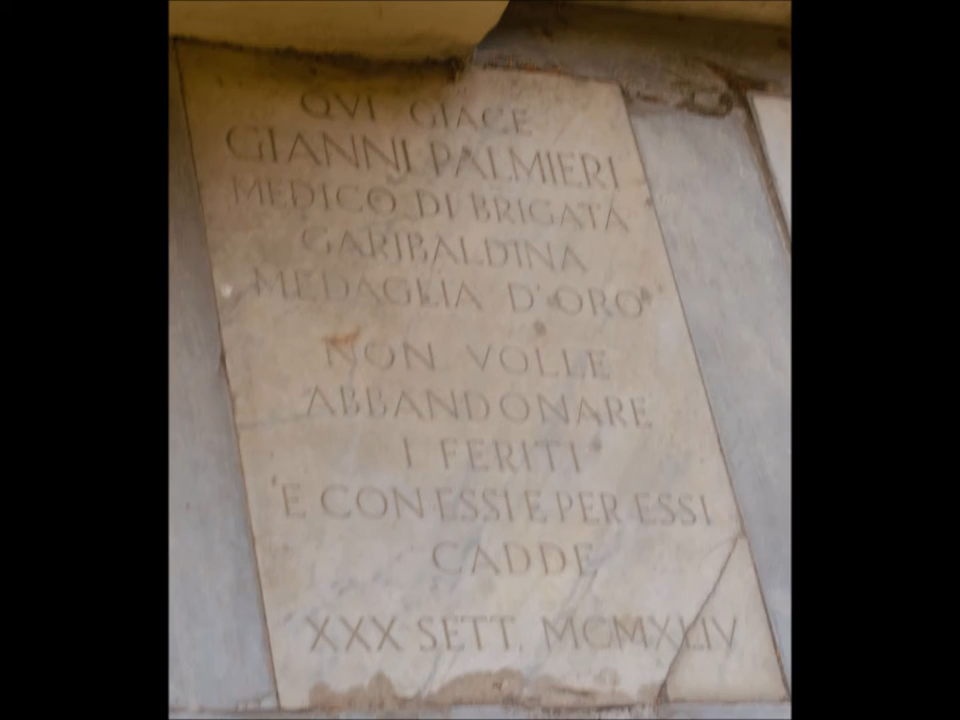 QVI GIACE
GIANNI PALMIERI
MEDICO DI BRIGATA
GARIBALDINA
MEDAGLIA D'ORO
NON VOLLE
ABBANDONARE
I FERITI
E CON ESSI E PER ESSI
CADDE
XXX SETT. MCMXLIV